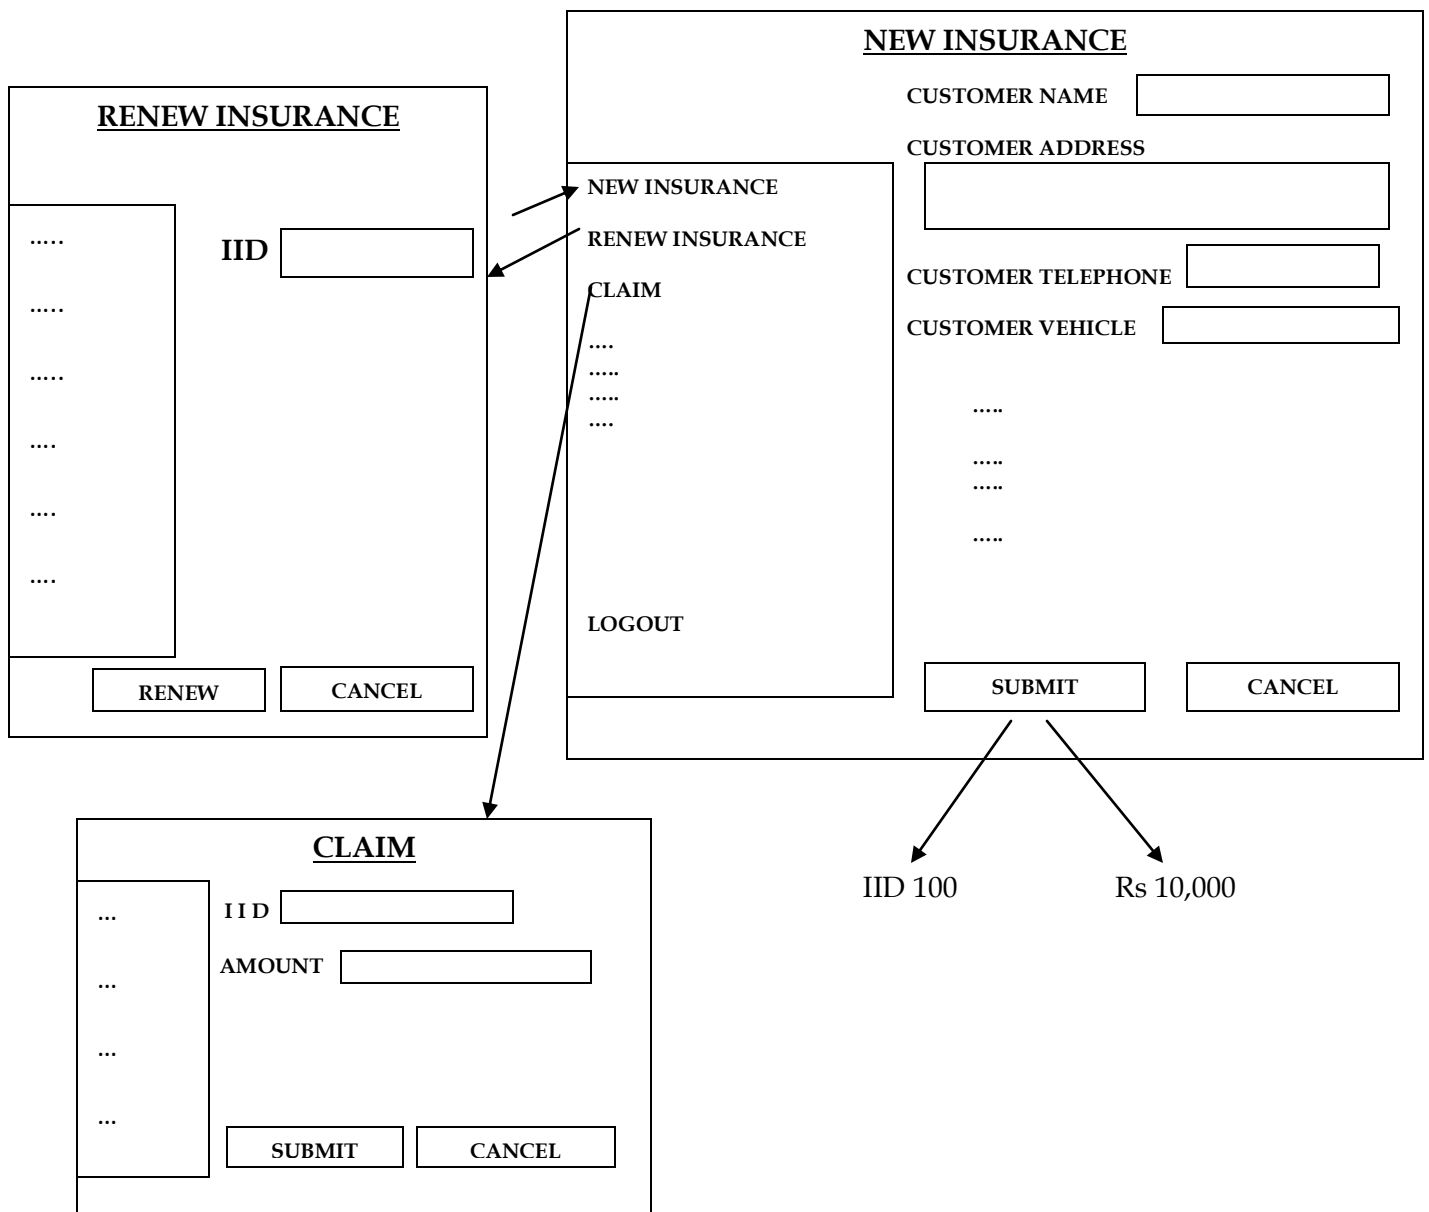 RENEW INSURANCE
…..
…..
…..
….
….
….
IID
RENEW
CANCEL
NEW INSURANCE
NEW INSURANCE
RENEW INSURANCE
CLAIM
….
…..
…..
….
LOGOUT
CUSTOMER NAME
CUSTOMER ADDRESS
CUSTOMER TELEPHONE
CUSTOMER VEHICLE
…..
…..
…..
…..
SUBMIT
CANCEL
IID 100
Rs 10,000
CLAIM
…
…
…
…
I I D
AMOUNT
SUBMIT
CANCEL